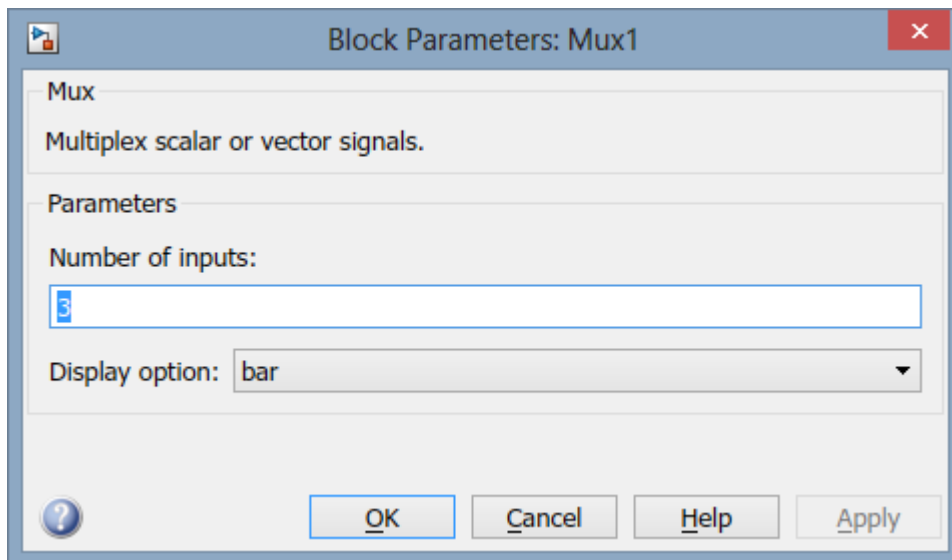 Block Parameters: Mux1
Mux
Multiplex scalar or vector signals.
Parameters
Number of inputs:
3
Display option: bar
OK Cancel Help Apply